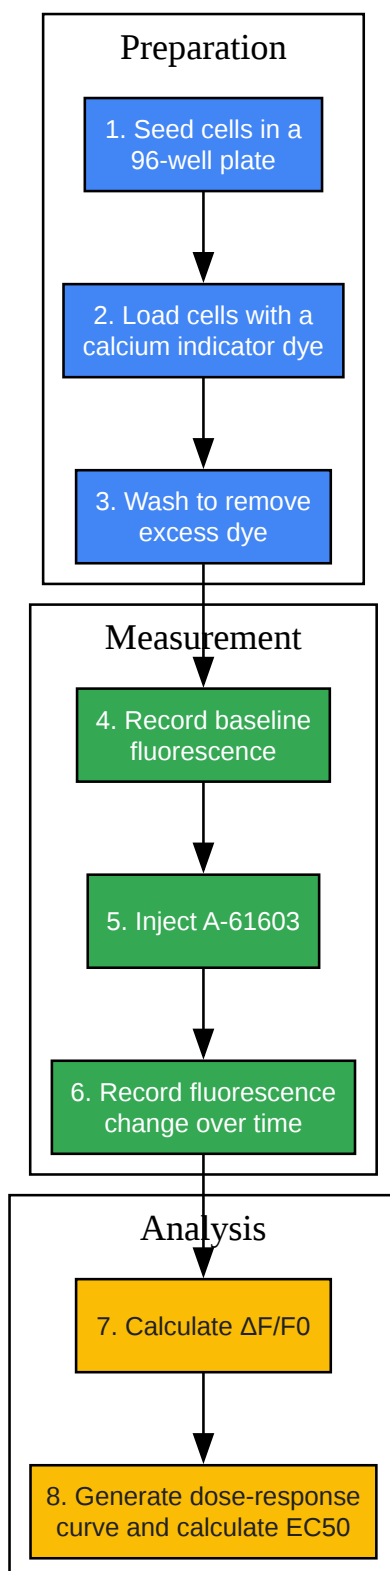 Preparation
1. Seed cells in a
96-well plate
2. Load cells with a
calcium indicator dye
3. Wash to remove
excess dye
Measurement
4. Record baseline
fluorescence
5. Inject A-61603
6. Record fluorescence
change over time
Analysis
7. Calculate ΔF/F0
8. Generate dose-response
curve and calculate EC50